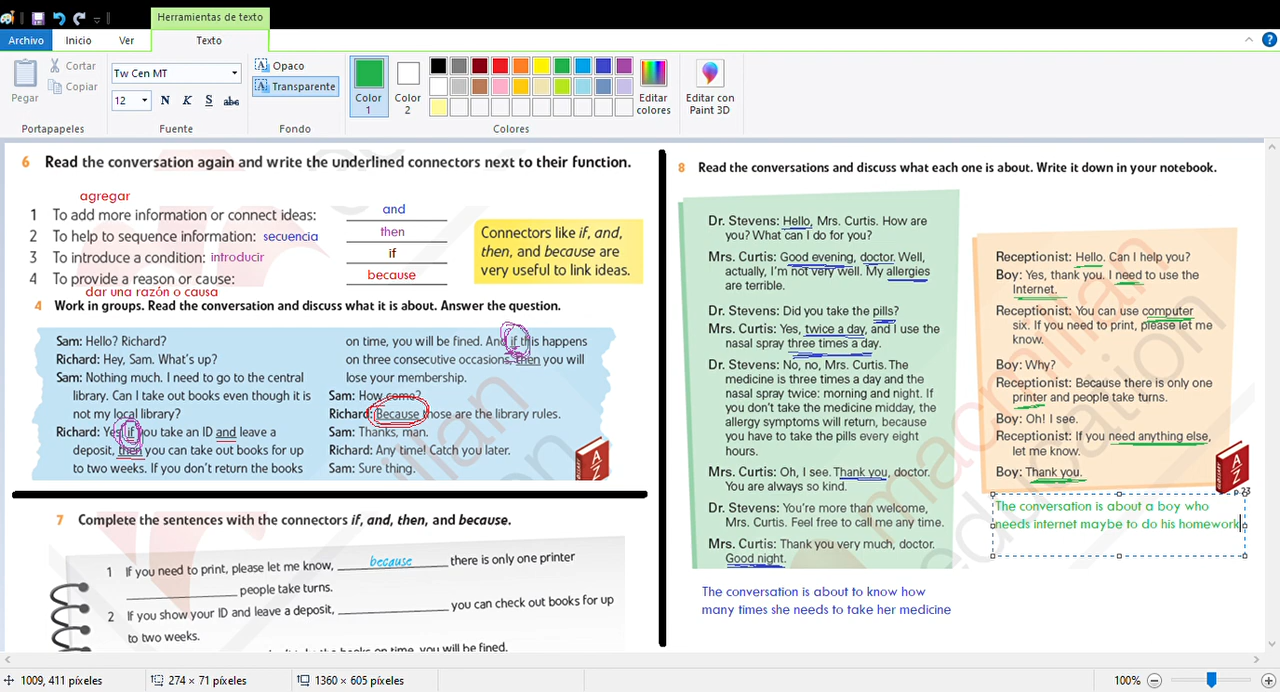 Herramientas de texto
Archivo
Inicio
Ver
Texto
Pegar
Cortar
Copiar
Portapapeles
Tw Cen MT
12
N K S abc
Fuente
Opaco
Transparente
Fondo
Color 1
Color 2
Editar colores
Editar con Paint 3D
Colores
6 Read the conversation again and write the underlined connectors next to their function.
agregar
1 To add more information or connect ideas: and
2 To help to sequence information: secuencia then
3 To introduce a condition: introducir if
4 To provide a reason or cause: because
dar una razón o causa
Connectors like if, and,
then, and because are
very useful to link ideas.
4 Work in groups. Read the conversation and discuss what it is about. Answer the question.
Sam: Hello? Richard?
Richard: Hey, Sam. What's up?
Sam: Nothing much. I need to go to the central
library. Can I take out books even though it is
not my local library?
Richard: Yes, if you take an ID and leave a
deposit, then you can take out books for up
to two weeks. If you don't return the books
on time, you will be fined. And if this happens
on three consecutive occasions, then you will
lose your membership.
Sam: How come?
Richard: Because those are the library rules.
Sam: Thanks, man.
Richard: Any time! Catch you later.
Sam: Sure thing.
A
Z
7 Complete the sentences with the connectors if, and, then, and because.
1 If you need to print, please let me know, because there is only one printer
people take turns.
2 If you show your ID and leave a deposit, you can check out books for up
to two weeks.
on time, you will be fined.
8 Read the conversations and discuss what each one is about. Write it down in your notebook.
Dr. Stevens: Hello, Mrs. Curtis. How are
you? What can I do for you?
Mrs. Curtis: Good evening, doctor. Well,
actually, I'm not very well. My allergies
are terrible.
Dr. Stevens: Did you take the pills?
Mrs. Curtis: Yes, twice a day, and I use the
nasal spray three times a day.
Dr. Stevens: No, no, Mrs. Curtis. The
medicine is three times a day and the
nasal spray twice: morning and night. If
you don't take the medicine midday, the
allergy symptoms will return, because
you have to take the pills every eight
hours.
Mrs. Curtis: Oh, I see. Thank you, doctor.
You are always so kind.
Dr. Stevens: You're more than welcome,
Mrs. Curtis. Feel free to call me any time.
Mrs. Curtis: Thank you very much, doctor.
Good night.
The conversation is about to know how
many times she needs to take her medicine
Receptionist: Hello. Can I help you?
Boy: Yes, thank you. I need to use the
Internet.
Receptionist: You can use computer
six. If you need to print, please let me
know.
Boy: Why?
Receptionist: Because there is only one
printer and people take turns.
Boy: Oh! I see.
Receptionist: If you need anything else,
let me know.
Boy: Thank you.
A
Z
p 23
The conversation is about a boy who
needs internet maybe to do his homework
macmillan
education
1009, 411 píxeles
274 × 71 píxeles
1360 × 605 píxeles
100%